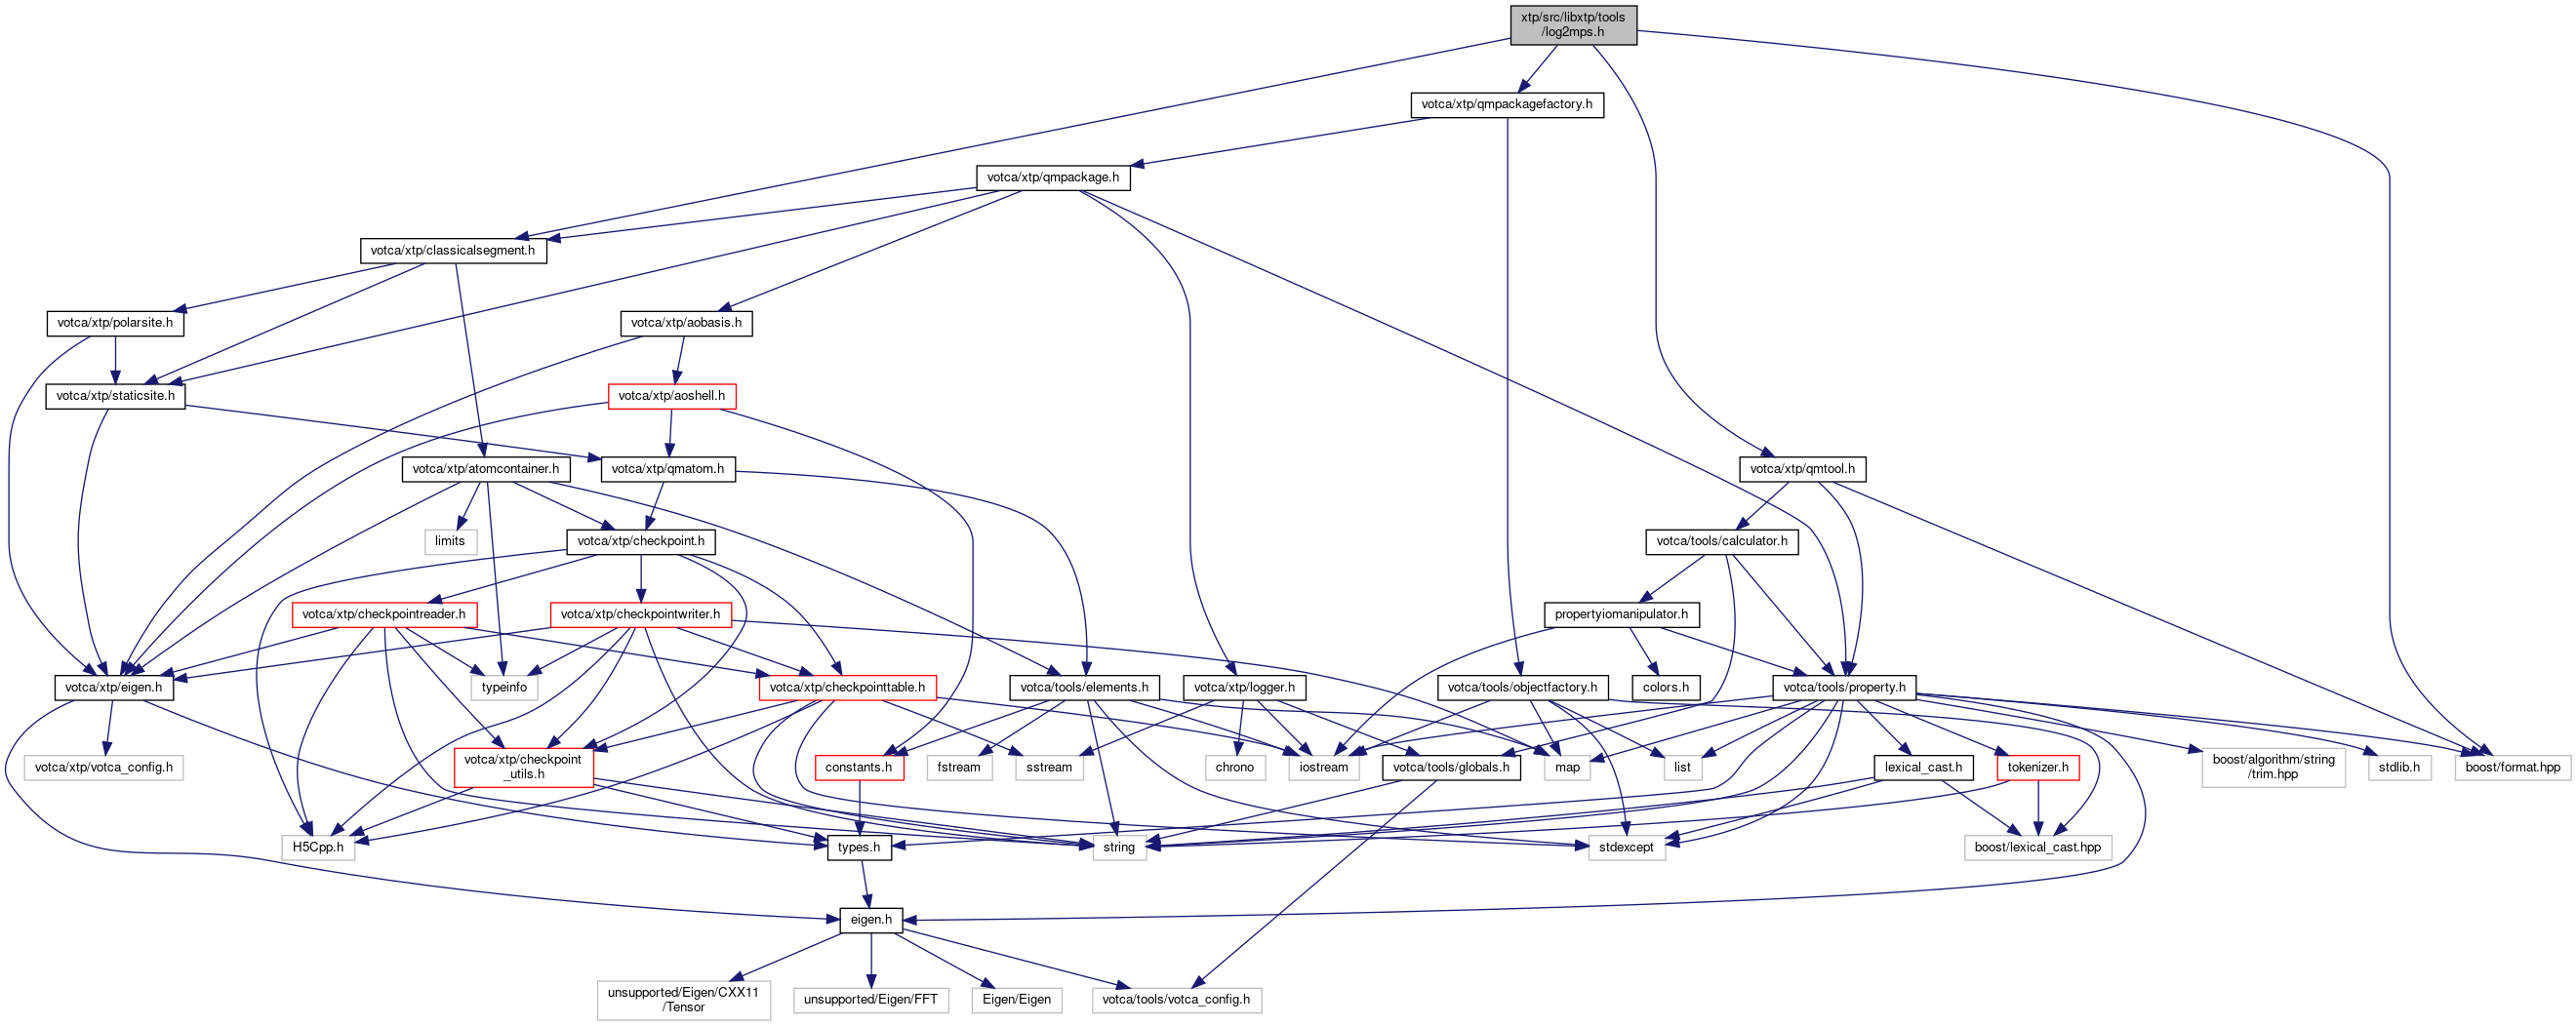 xtp/src/libxtp/tools
/log2mps.h
votca/xtp/qmpackagefactory.h
votca/xtp/qmpackage.h
votca/xtp/classicalsegment.h
votca/xtp/polarsite.h
votca/xtp/aobasis.h
votca/xtp/staticsite.h
votca/xtp/aoshell.h
votca/xtp/atomcontainer.h
votca/xtp/qmatom.h
votca/xtp/qmtool.h
limits
votca/xtp/checkpoint.h
votca/tools/calculator.h
votca/xtp/checkpointreader.h
votca/xtp/checkpointwriter.h
propertyiomanipulator.h
votca/xtp/eigen.h
typeinfo
votca/xtp/checkpointtable.h
votca/tools/elements.h
votca/xtp/logger.h
votca/tools/objectfactory.h
colors.h
votca/tools/property.h
votca/xtp/votca_config.h
votca/xtp/checkpoint
_utils.h
constants.h
fstream
sstream
chrono
iostream
votca/tools/globals.h
map
list
lexical_cast.h
tokenizer.h
boost/algorithm/string
/trim.hpp
stdlib.h
boost/format.hpp
H5Cpp.h
types.h
string
stdexcept
boost/lexical_cast.hpp
eigen.h
unsupported/Eigen/CXX11
/Tensor
unsupported/Eigen/FFT
Eigen/Eigen
votca/tools/votca_config.h